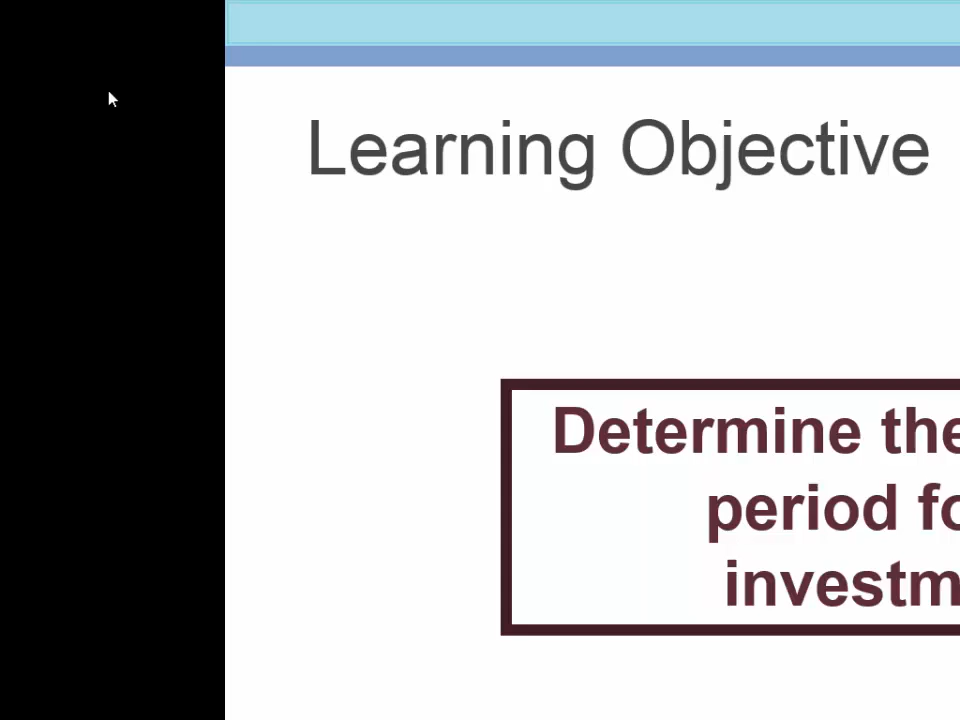 Learning Objective
Determine the
period fo
investm